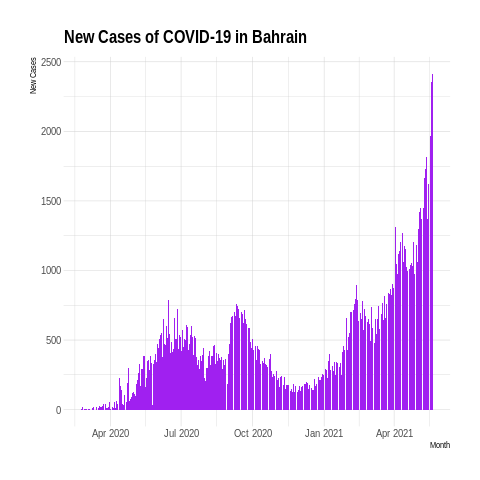 New Cases of COVID-19 in Bahrain
New Cases
2500
2000
1500
1000
500
0
Apr 2020
Jul 2020
Oct 2020
Jan 2021
Apr 2021
Month